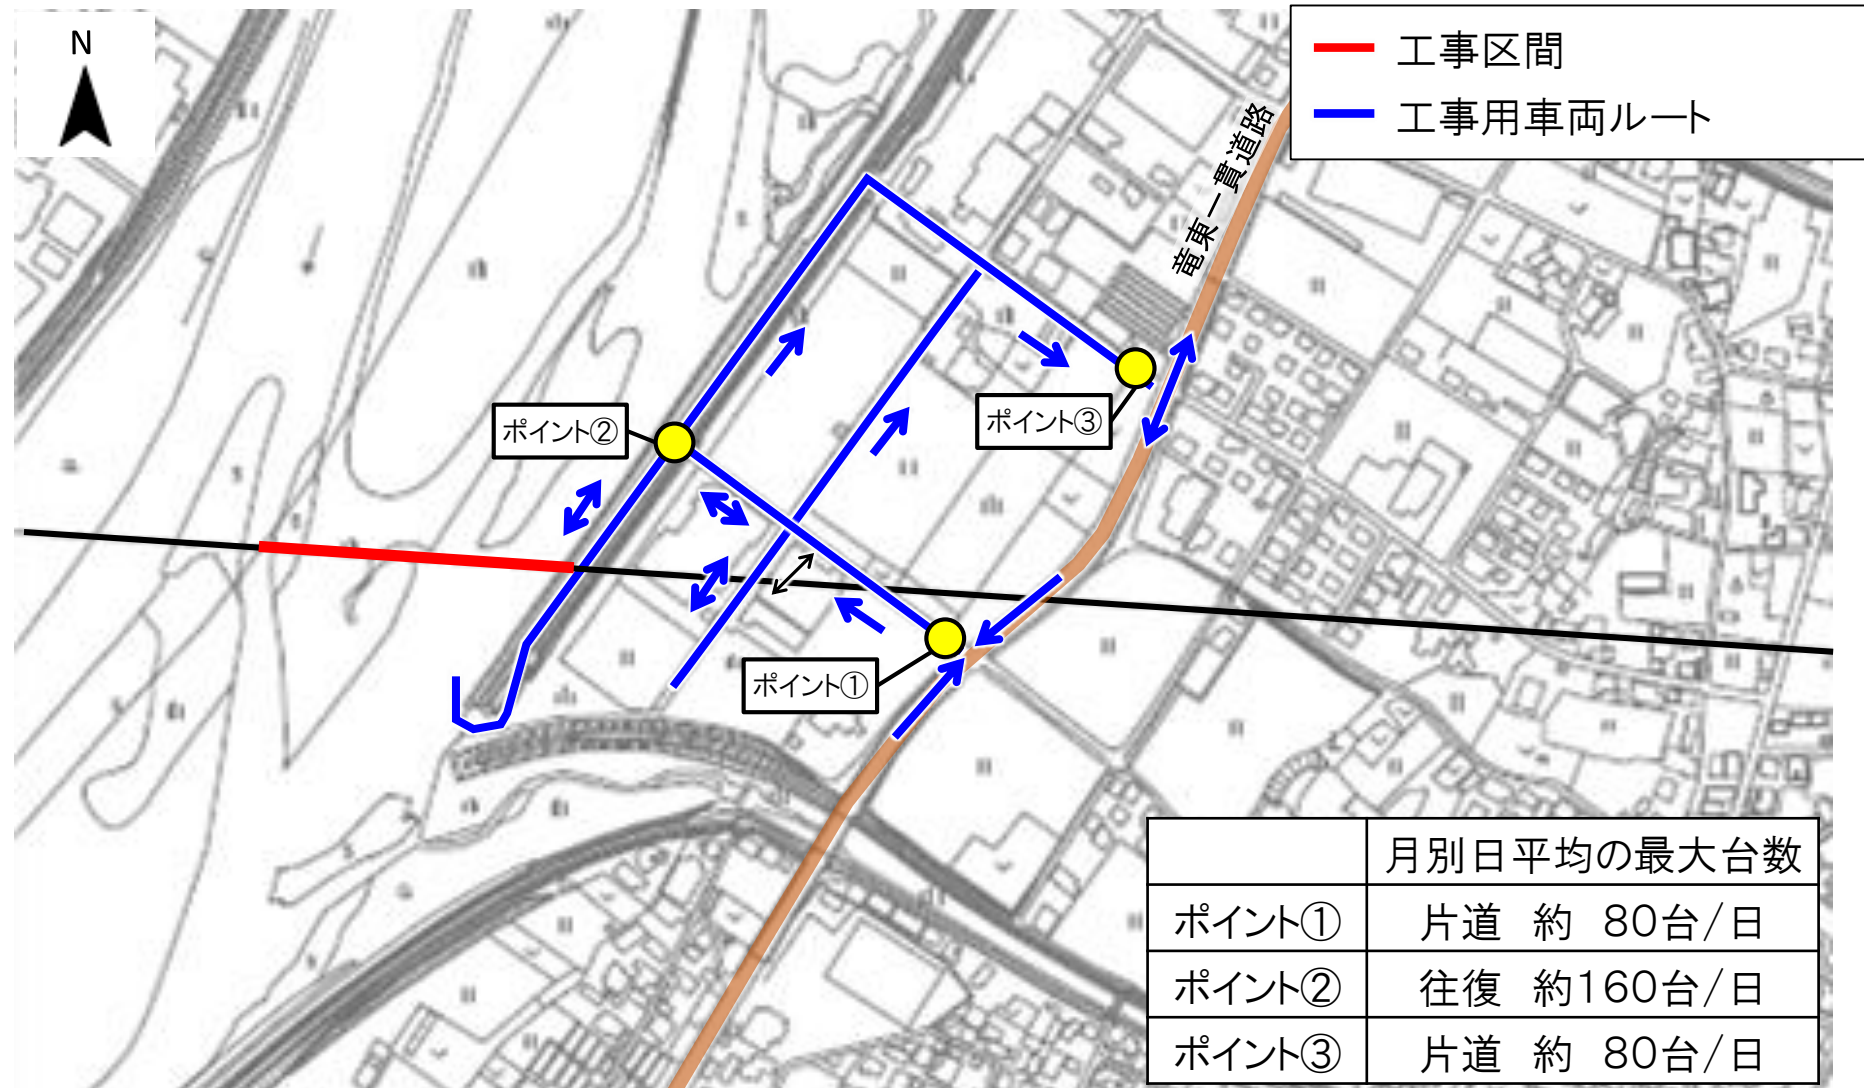 N
工事区間
工事用車両ルート
竜東一貫道路
ポイント②
ポイント③
ポイント①
月別日平均の最大台数
ポイント① 片道 約 80台/日
ポイント② 往復 約160台/日
ポイント③ 片道 約 80台/日